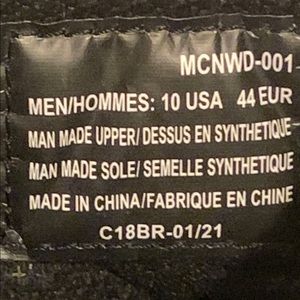 MCNWD-001
MEN/HOMMES: 10 USA 44 EUR
MAN MADE UPPER/ DESSUS EN SYNTHETIQUE
MAN MADE SOLE/ SEMELLE SYNTHETIQUE
MADE IN CHINA/FABRIQUE EN CHINE
C18BR-01/21